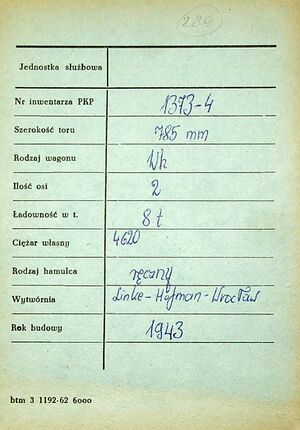 289
Jednostka służbowa
Nr inwentarza PKP 1373-4
Szerokość toru 785 mm
Rodzaj wagonu Wk
Ilość osi 2
Ładowność w t. 8 t
Ciężar własny 4620
Rodzaj hamulca ręczny
Wytwórnia Linke-Hofman-Wrocław
Rok budowy 1943
btm 3 1192-62 6000